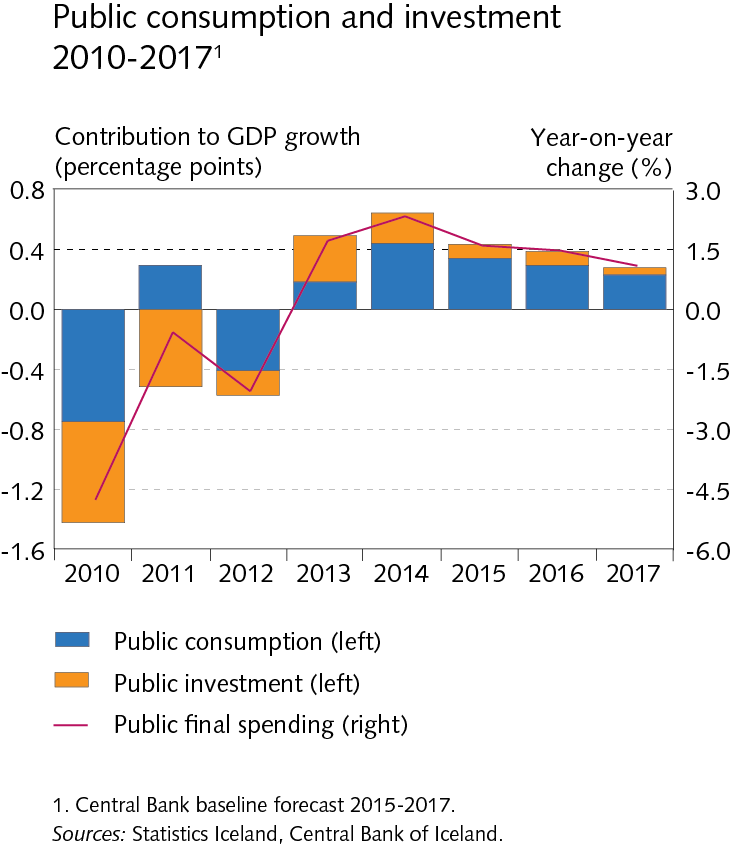 Public consumption and investment
2010-2017¹
Contribution to GDP growth
(percentage points)
Year-on-year
change (%)
0.8
0.4
0.0
-0.4
-0.8
-1.2
-1.6
3.0
1.5
0.0
-1.5
-3.0
-4.5
-6.0
2010 2011 2012 2013 2014 2015 2016 2017
Public consumption (left)
Public investment (left)
Public final spending (right)
1. Central Bank baseline forecast 2015-2017.
Sources: Statistics Iceland, Central Bank of Iceland.